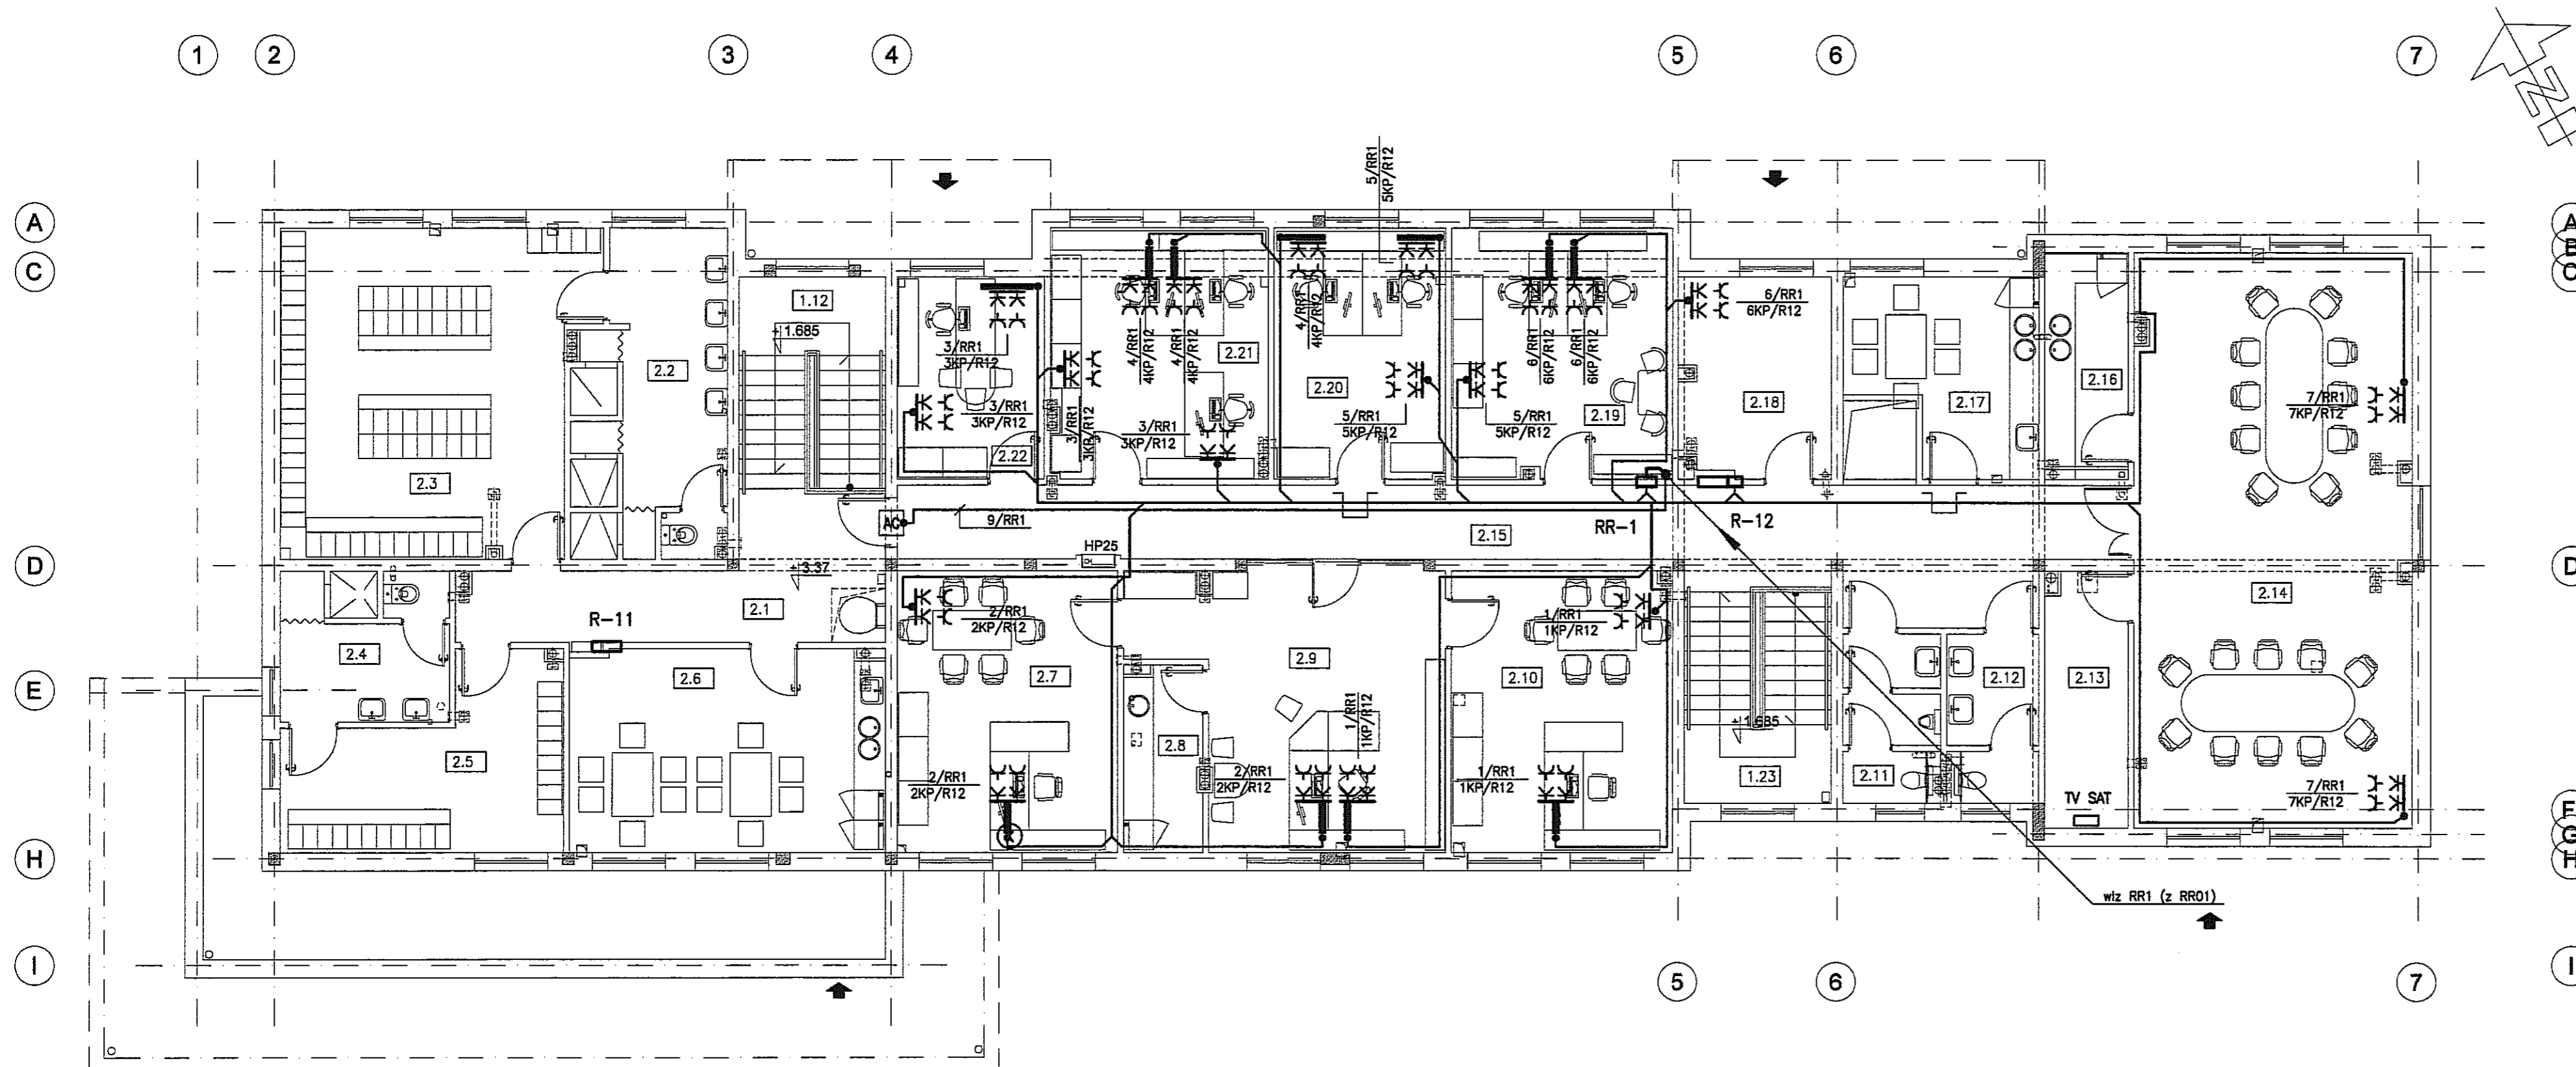 1
2
3
4
5
6
7
N
5/RR1
5KP/R12
A
A
B
C
C
1.12
+1.685
2.2
2.3
3/RR1
3KP/R12
3/RR1
3KP/R12
2.22
3/RR1
3KP/R12
4/RR1
4KP/R12
4/RR1
4KP/R12
2.21
3/RR1
3KP/R12
4/RR1
4KP/R12
2.20
5/RR1
5KP/R12
5/RR1
5KP/R12
6/RR1
6KP/R12
6/RR1
6KP/R12
2.19
6/RR1
6KP/R12
2.18
2.17
2.16
7/RR1
7KP/R12
AC
9/RR1
HP25
2.15
RR-1
R-12
D
D
+3.37
2.1
R-11
2.4
2.5
2.6
E
2/RR1
2KP/R12
2.7
2/RR1
2KP/R12
2.8
2.9
2/RR1
2KP/R12
1/RR1
1KP/R12
1/RR1
1KP/R12
2.10
1/RR1
1KP/R12
+1.685
1.23
2.11
2.12
2.13
2.14
TV SAT
7/RR1
7KP/R12
F
G
H
H
wlz RR1 (z RR01)
I
I
5
6
7